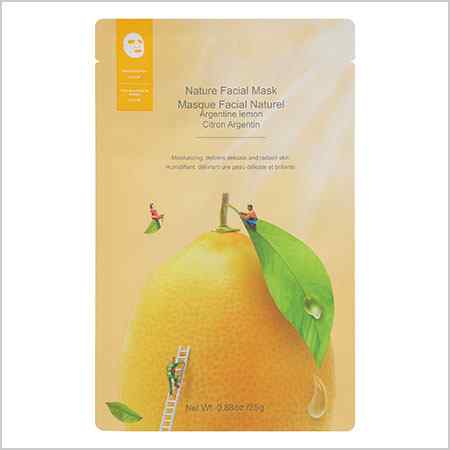 Nature Facial Mask
Masque Facial Naturel
Argentine lemon
Citron Argentin
Moisturizing, delivers delicate and radiant skin.
Humidifiant, délivrant une peau délicate et brillante.
Net Wt. 0.88oz /25g